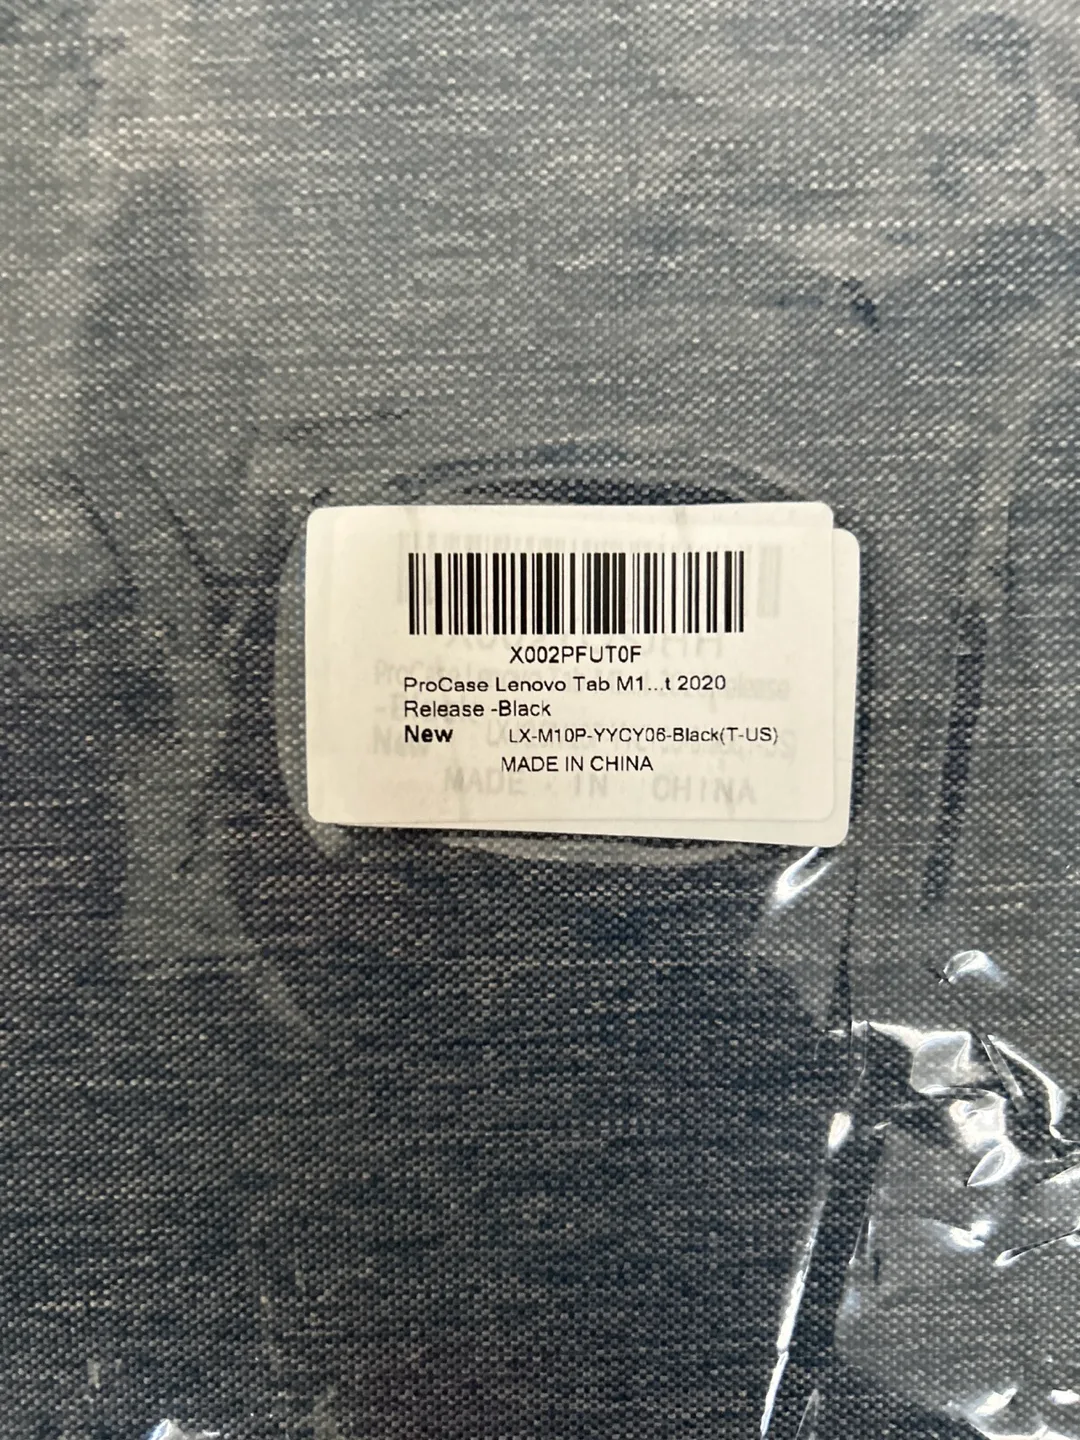 X002PFUT0F
ProCase Lenovo Tab M1...t 2020
Release -Black
New LX-M10P-YYCY06-Black(T-US)
MADE IN CHINA